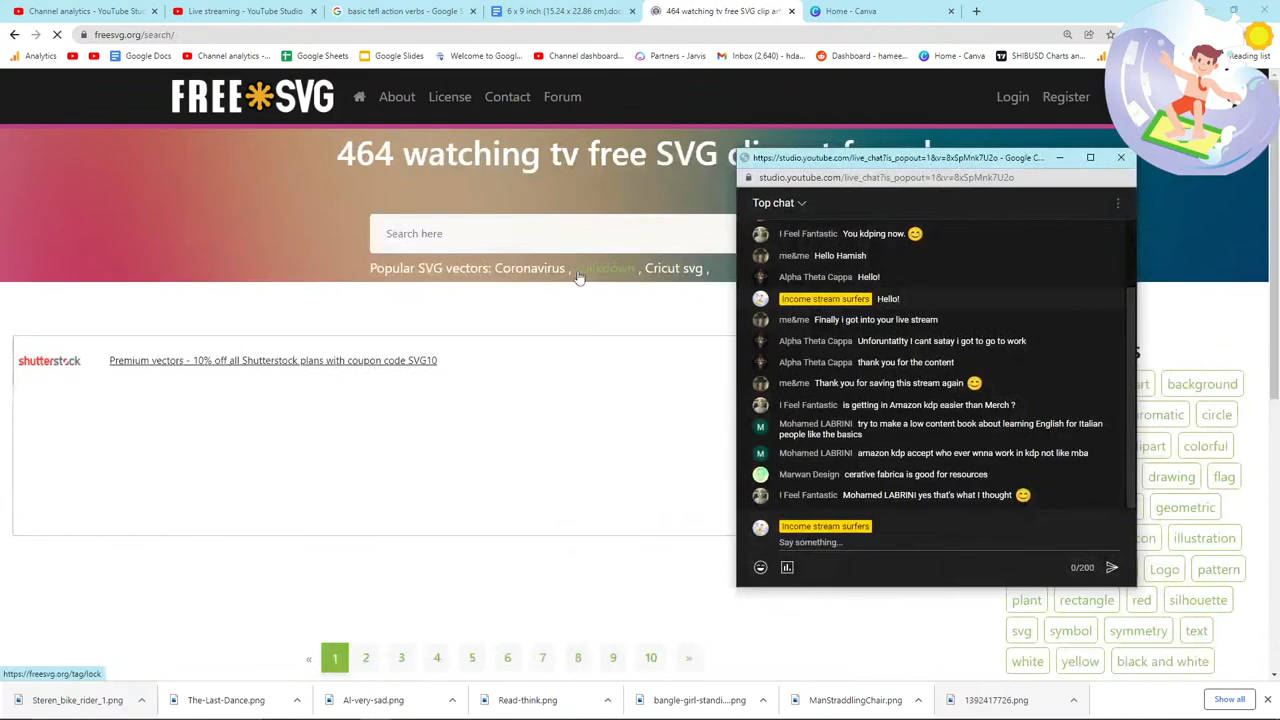 Channel analytics - YouTube Stu
Live streaming - YouTube Studio
basic tefl action verbs - Google S
6 x 9 inch (15.24 x 22.86 cm).doc
464 watching tv free SVG clip art
Home - Canva
freesvg.org/search/
Analytics
Google Docs
Channel analytics -...
Google Sheets
Google Slides
Welcome to Googl...
Channel dashboard...
Partners - Jarvis
Inbox (2,640) - hda...
Dashboard - hamee...
Home - Canva
SHIBUSD Charts an...
Reading list
FREE SVG
About
License
Contact
Forum
Login
Register
464 watching tv free SVG
Search here
Popular SVG vectors: Coronavirus , , Cricut svg ,
shutterstock
Premium vectors - 10% off all Shutterstock plans with coupon code SVG10
https://studio.youtube.com/live_chat?is_popout=1&v=8xSpMnk7U2o - Google C...
studio.youtube.com/live_chat?is_popout=1&v=8xSpMnk7U2o
Top chat
I Feel Fantastic You kdping now. 😊
me&me Hello Hamish
Alpha Theta Cappa Hello!
Income stream surfers Hello!
me&me Finally i got into your live stream
Alpha Theta Cappa Unforuntatlty I cant satay i got to go to work
Alpha Theta Cappa thank you for the content
me&me Thank you for saving this stream again 😊
I Feel Fantastic is getting in Amazon kdp easier than Merch ?
M Mohamed LABRINI try to make a low content book about learning English for Italian
people like the basics
M Mohamed LABRINI amazon kdp accept who ever wnna work in kdp not like mba
Marwan Design cerative fabrica is good for resources
I Feel Fantastic Mohamed LABRINI yes that's what I thought 😊
Income stream surfers
Say something...
0/200
background
circle
colorful
drawing
flag
geometric
illustration
Logo
pattern
plant
rectangle
red
silhouette
svg
symbol
symmetry
text
white
yellow
black and white
« 1 2 3 4 5 6 7 8 9 10 »
https://freesvg.org/tag/lock
Steren_bike_rider_1.png
The-Last-Dance.png
AI-very-sad.png
Read-think.png
bangle-girl-standi....png
ManStraddlingChair.png
1392417726.png
Show all